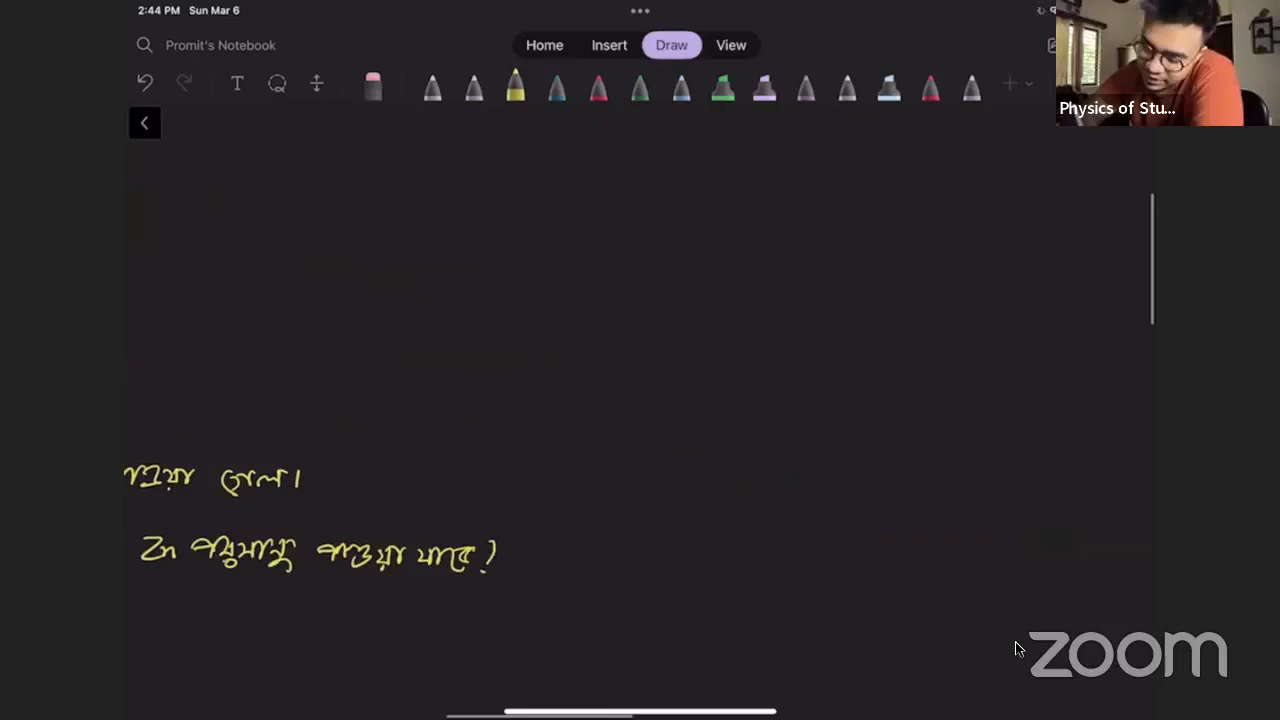 2:44 PM Sun Mar 6
Promit's Notebook
Home Insert Draw View
T
Physics of Stu...
গেল।
Zn পরমাণু পাওয়া যাবে?
zoom